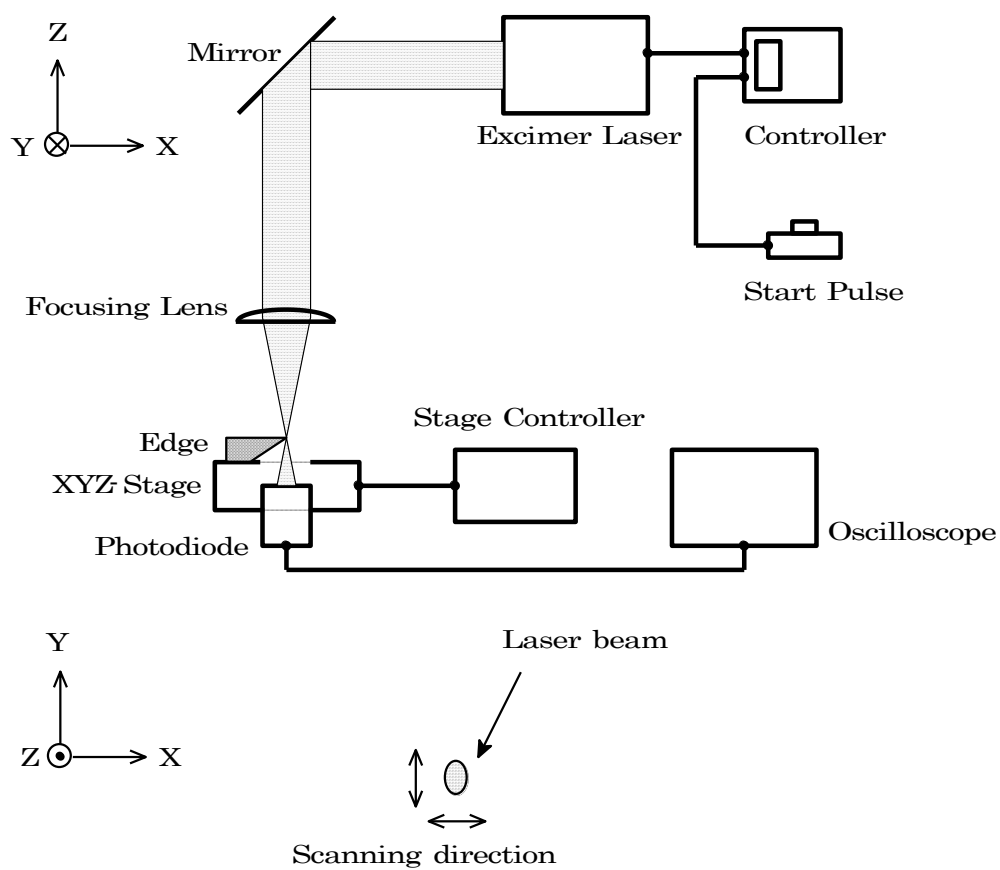 Z
Mirror
Y
X
Excimer Laser
Controller
Start Pulse
Focusing Lens
Stage Controller
Edge
XYZ-Stage
Oscilloscope
Photodiode
Y
Laser beam
Z
X
Scanning direction